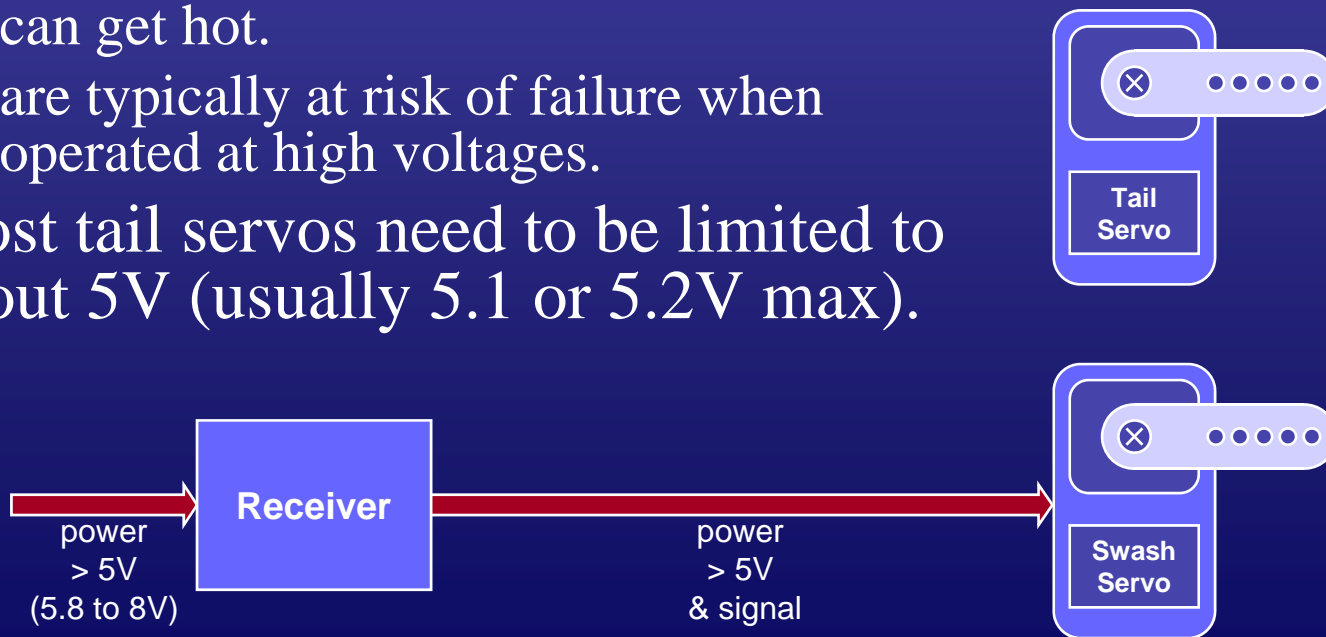 can get hot.
are typically at risk of failure when
operated at high voltages.
ost tail servos need to be limited to
out 5V (usually 5.1 or 5.2V max).
Tail
Servo
Receiver
power
> 5V
(5.8 to 8V)
power
> 5V
& signal
Swash
Servo